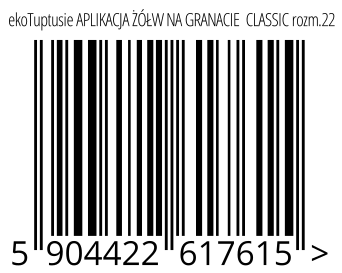 ekoTuptusie APLIKACJA ŻÓŁW NA GRANACIE  CLASSIC rozm.22
5 904422 617615 >